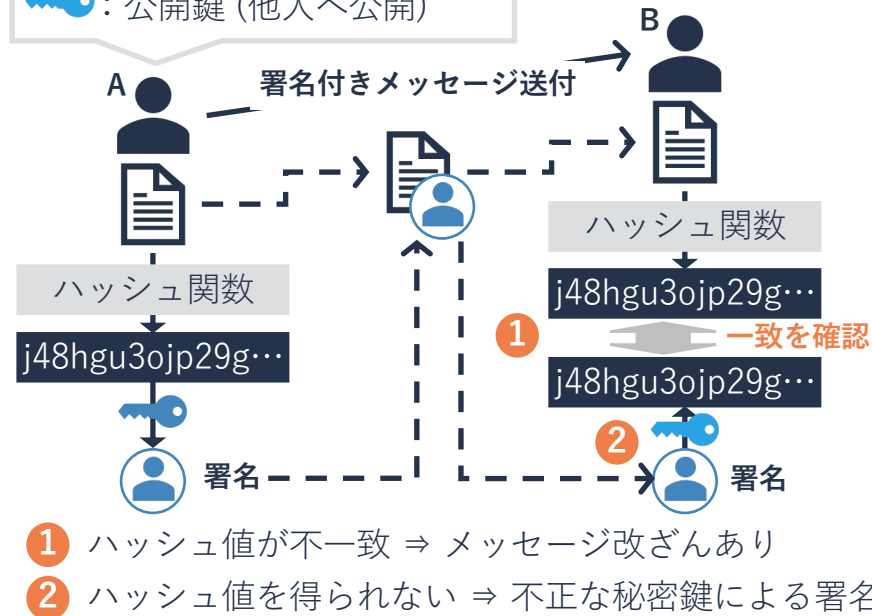 ：公開鍵 (他人へ公開)
B
A
署名付きメッセージ送付
ハッシュ関数
ハッシュ関数
j48hgu3ojp29g…
1
一致を確認
j48hgu3ojp29g…
j48hgu3ojp29g…
2
署名
署名
1 ハッシュ値が不一致 ⇒ メッセージ改ざんあり
2 ハッシュ値を得られない ⇒ 不正な秘密鍵による署名